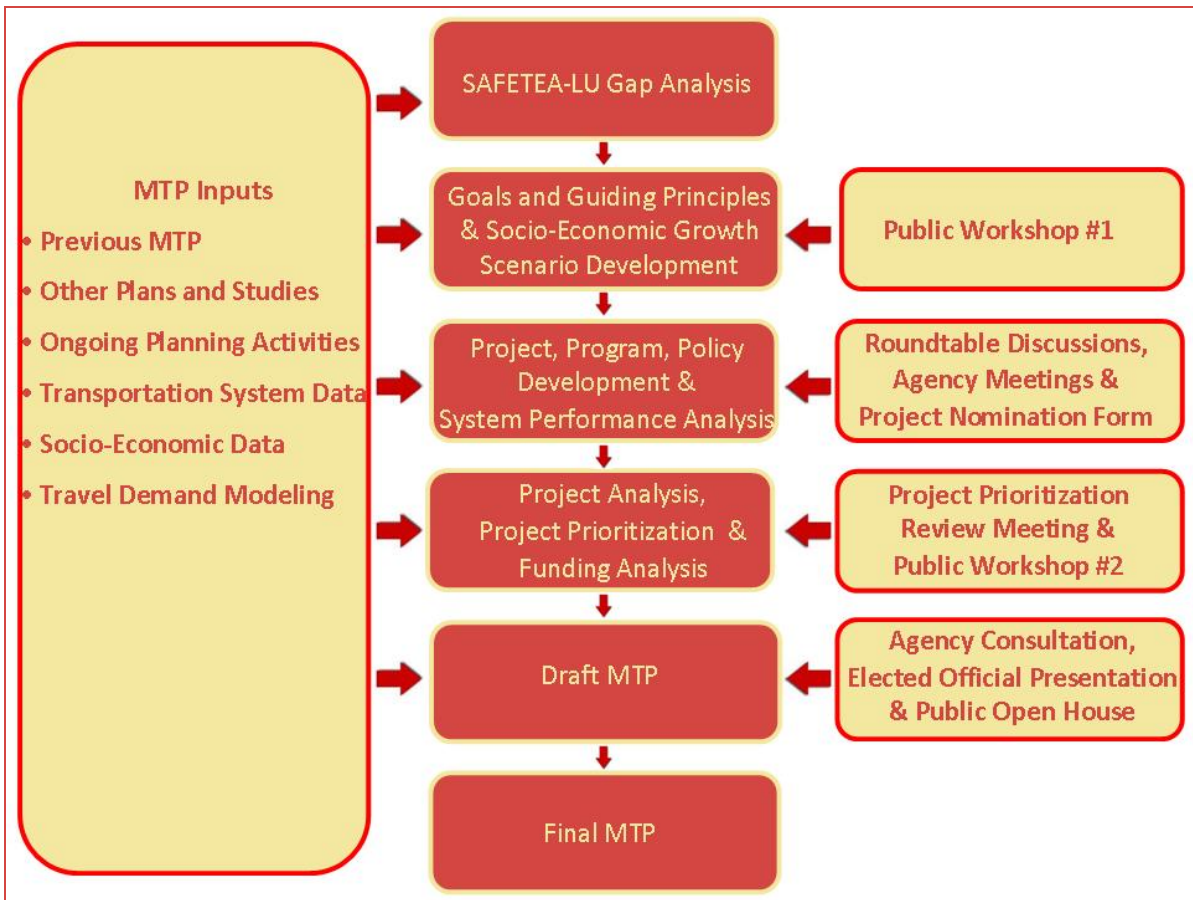 MTP Inputs
• Previous MTP
• Other Plans and Studies
• Ongoing Planning Activities
• Transportation System Data
• Socio-Economic Data
• Travel Demand Modeling
SAFETEA-LU Gap Analysis
Goals and Guiding Principles
& Socio-Economic Growth
Scenario Development
Public Workshop #1
Project, Program, Policy
Development &
System Performance Analysis
Roundtable Discussions,
Agency Meetings &
Project Nomination Form
Project Analysis,
Project Prioritization &
Funding Analysis
Project Prioritization
Review Meeting &
Public Workshop #2
Draft MTP
Agency Consultation,
Elected Official Presentation
& Public Open House
Final MTP